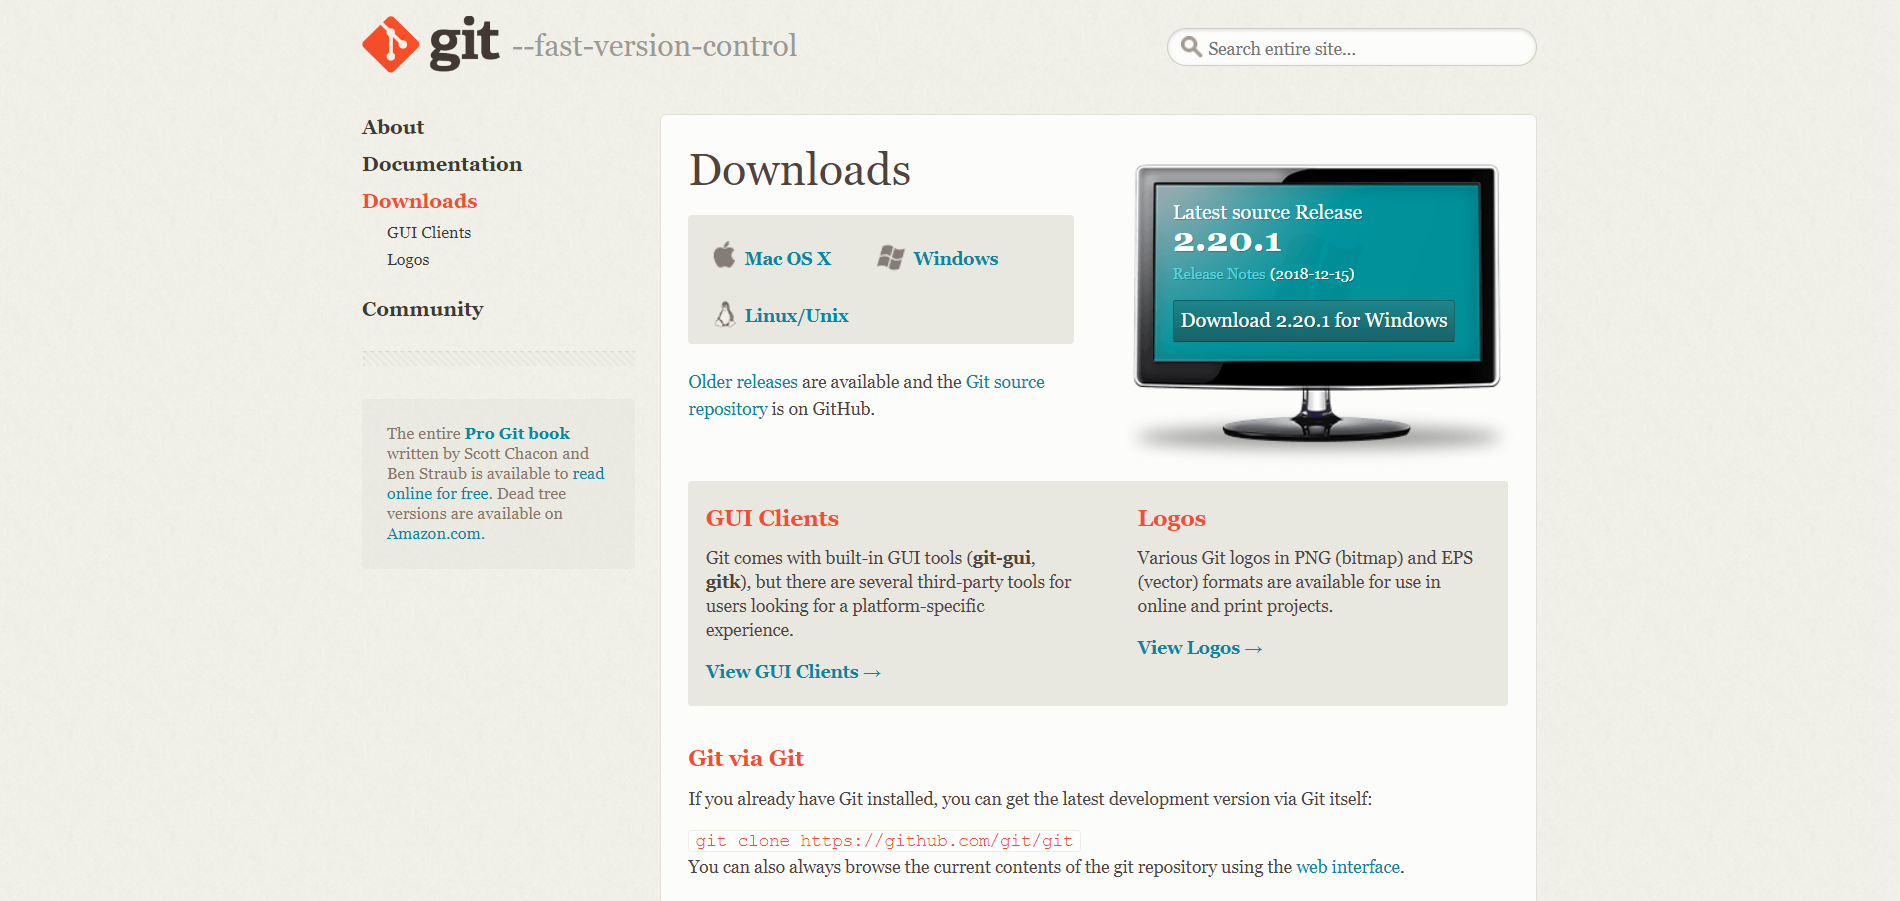 git --fast-version-control
Search entire site...
About
Documentation
Downloads
GUI Clients
Logos
Community
The entire Pro Git book
written by Scott Chacon and
Ben Straub is available to read
online for free. Dead tree
versions are available on
Amazon.com.
Downloads
Mac OS X
Windows
Linux/Unix
Older releases are available and the Git source
repository is on GitHub.
Latest source Release
2.20.1
Release Notes (2018-12-15)
Download 2.20.1 for Windows
GUI Clients
Git comes with built-in GUI tools (git-gui,
gitk), but there are several third-party tools for
users looking for a platform-specific
experience.
View GUI Clients →
Logos
Various Git logos in PNG (bitmap) and EPS
(vector) formats are available for use in
online and print projects.
View Logos →
Git via Git
If you already have Git installed, you can get the latest development version via Git itself:
git clone https://github.com/git/git
You can also always browse the current contents of the git repository using the web interface.